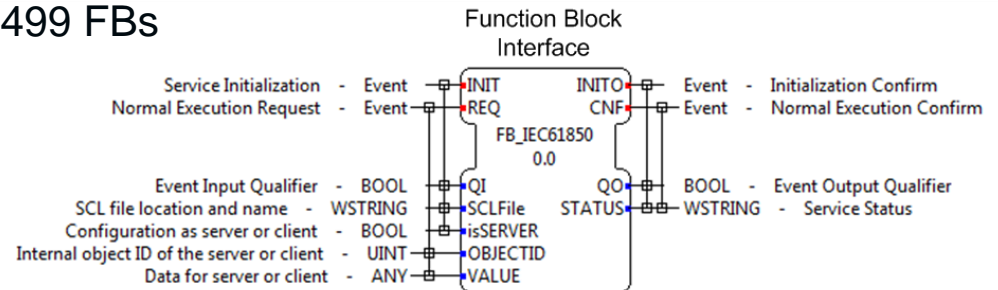 499 FBs
Function Block
Interface
Service Initialization - Event INIT INITO Event - Initialization Confirm
Normal Execution Request - Event REQ CNF Event - Normal Execution Confirm
FB_IEC61850
0.0
Event Input Qualifier - BOOL QI QO BOOL - Event Output Qualifier
SCL file location and name - WSTRING SCLFile STATUS WSTRING - Service Status
Configuration as server or client - BOOL isSERVER
Internal object ID of the server or client - UINT OBJECTID
Data for server or client - ANY VALUE